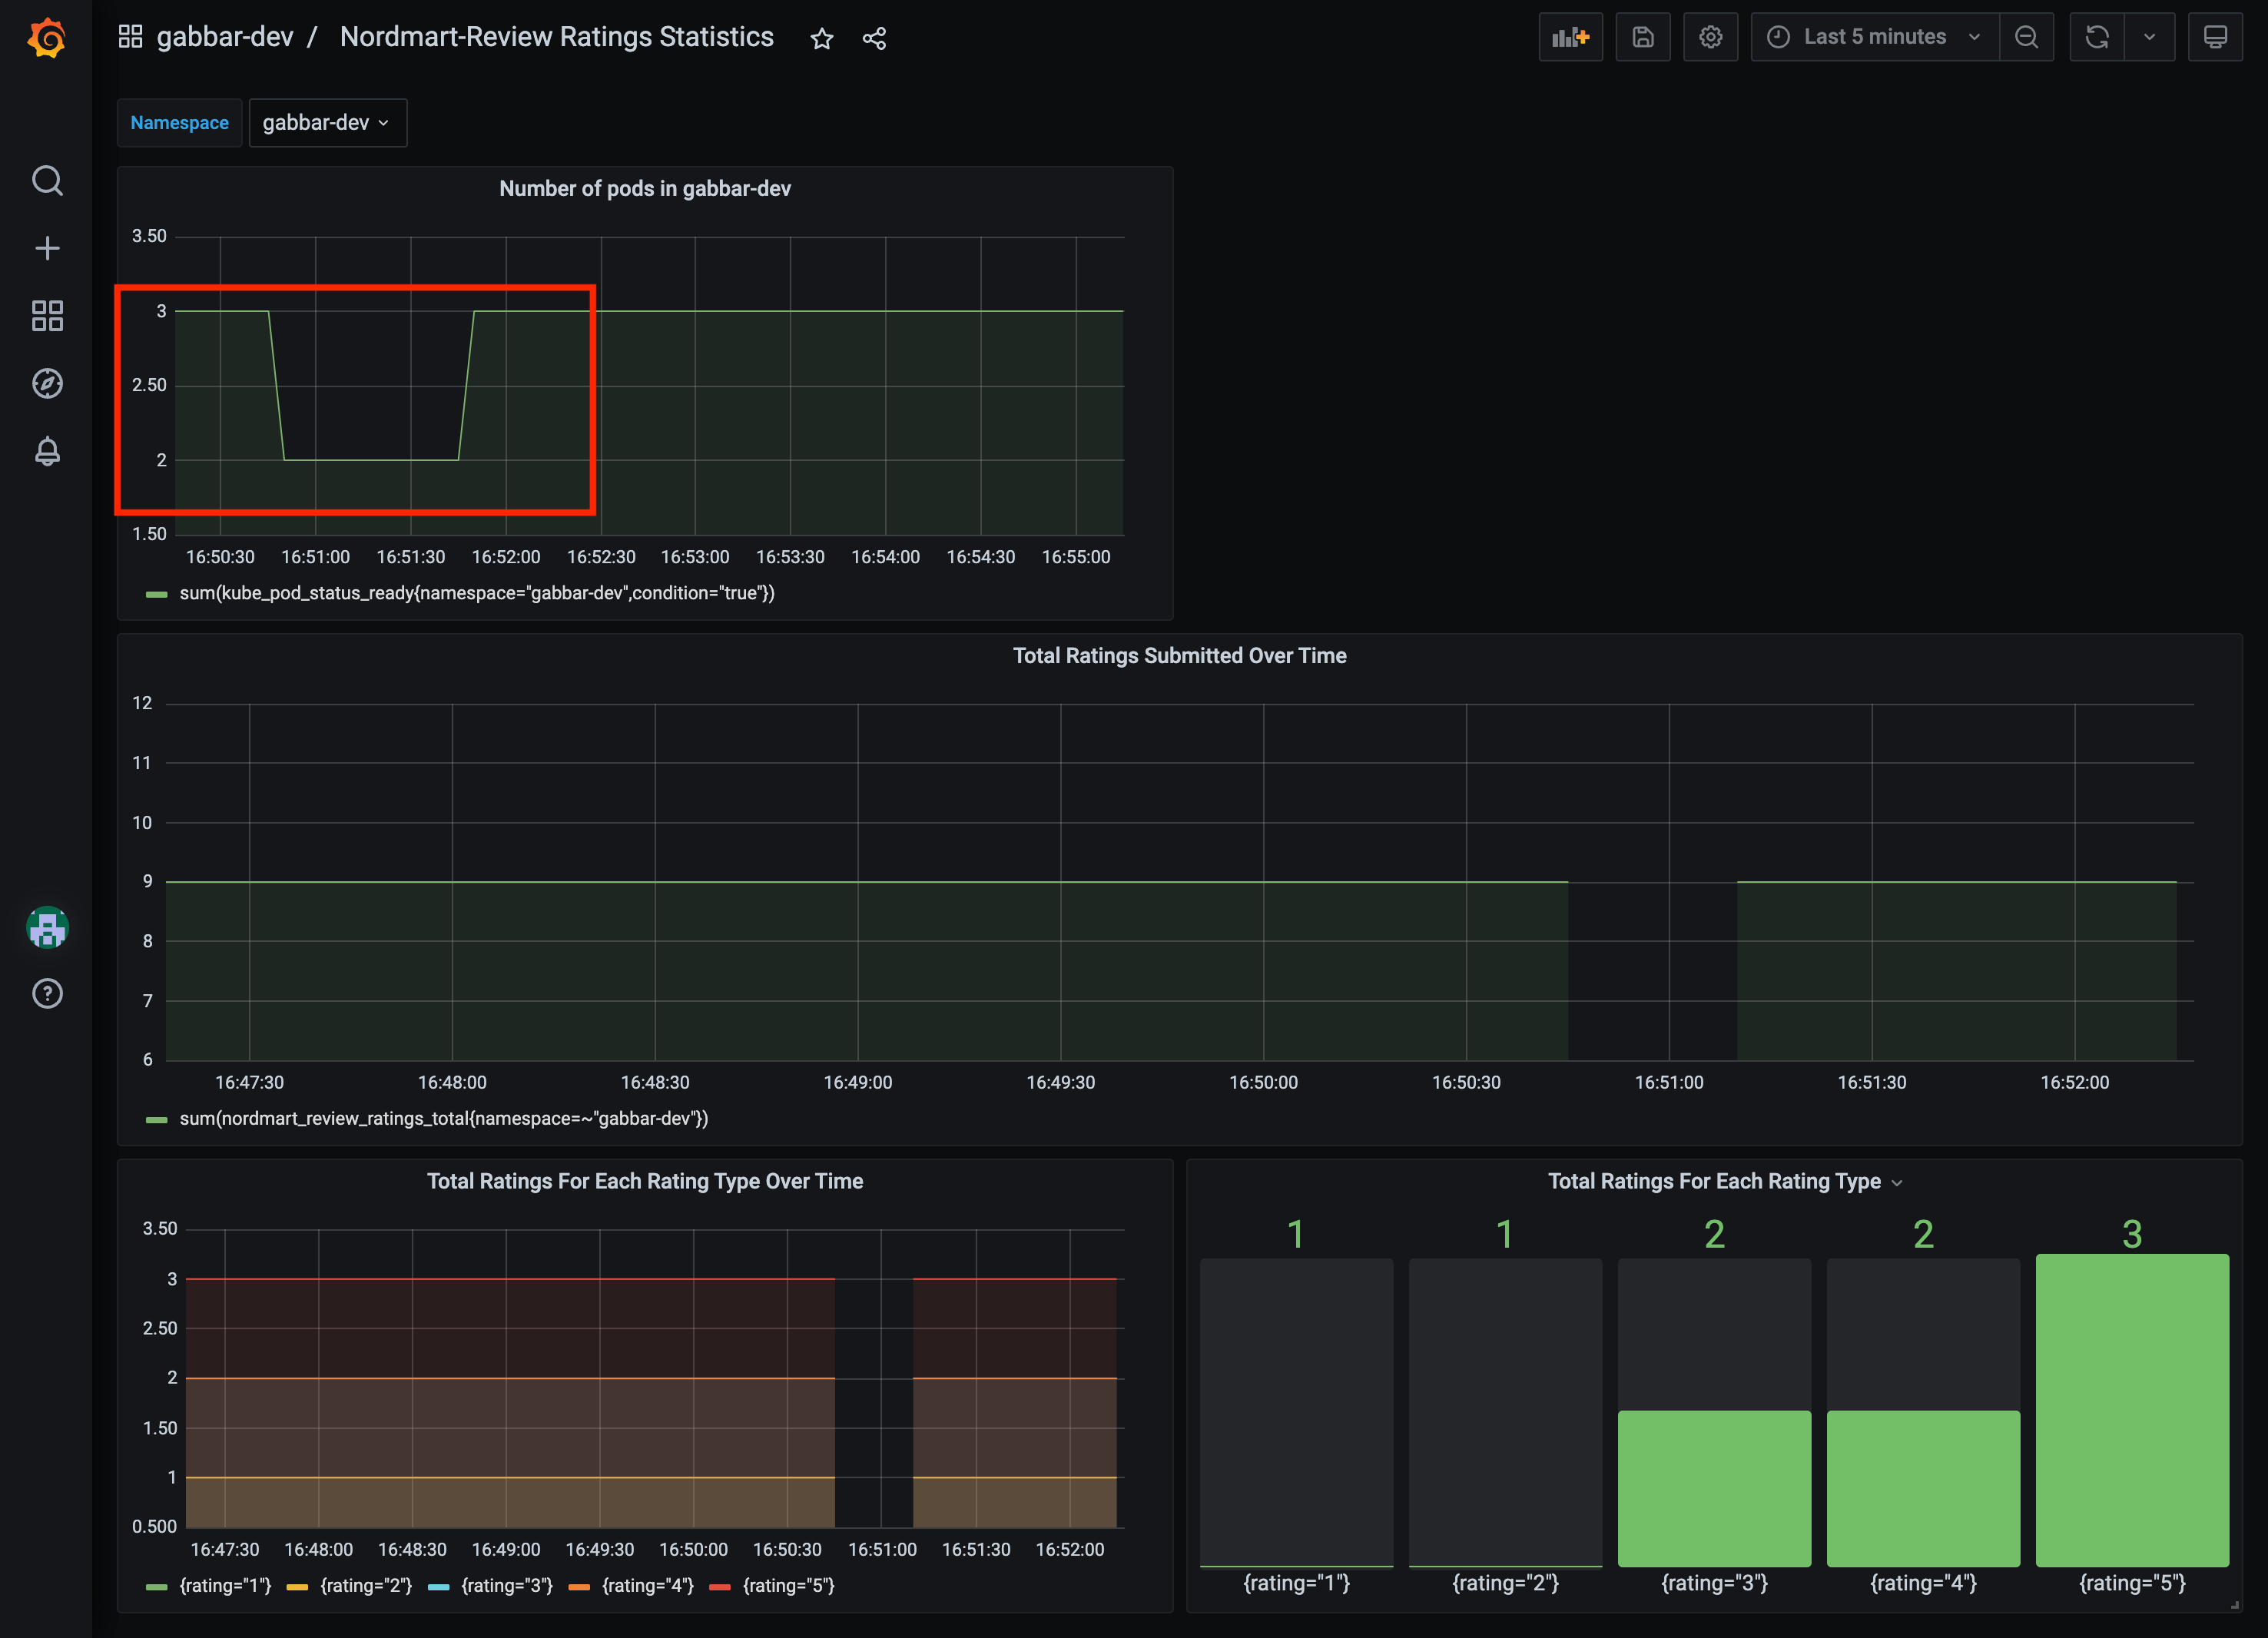 gabbar-dev / Nordmart-Review Ratings Statistics
Last 5 minutes
Namespace gabbar-dev
Number of pods in gabbar-dev
3.50
3
2.50
2
1.50
16:50:30 16:51:00 16:51:30 16:52:00 16:52:30 16:53:00 16:53:30 16:54:00 16:54:30 16:55:00
sum(kube_pod_status_ready{namespace="gabbar-dev",condition="true"})
Total Ratings Submitted Over Time
12
11
10
9
8
7
6
16:47:30 16:48:00 16:48:30 16:49:00 16:49:30 16:50:00 16:50:30 16:51:00 16:51:30 16:52:00
sum(nordmart_review_ratings_total{namespace=~"gabbar-dev"})
Total Ratings For Each Rating Type Over Time
3.50
3
2.50
2
1.50
1
0.500
16:47:30 16:48:00 16:48:30 16:49:00 16:49:30 16:50:00 16:50:30 16:51:00 16:51:30 16:52:00
{rating="1"} {rating="2"} {rating="3"} {rating="4"} {rating="5"}
Total Ratings For Each Rating Type
1 1 2 2 3
{rating="1"} {rating="2"} {rating="3"} {rating="4"} {rating="5"}